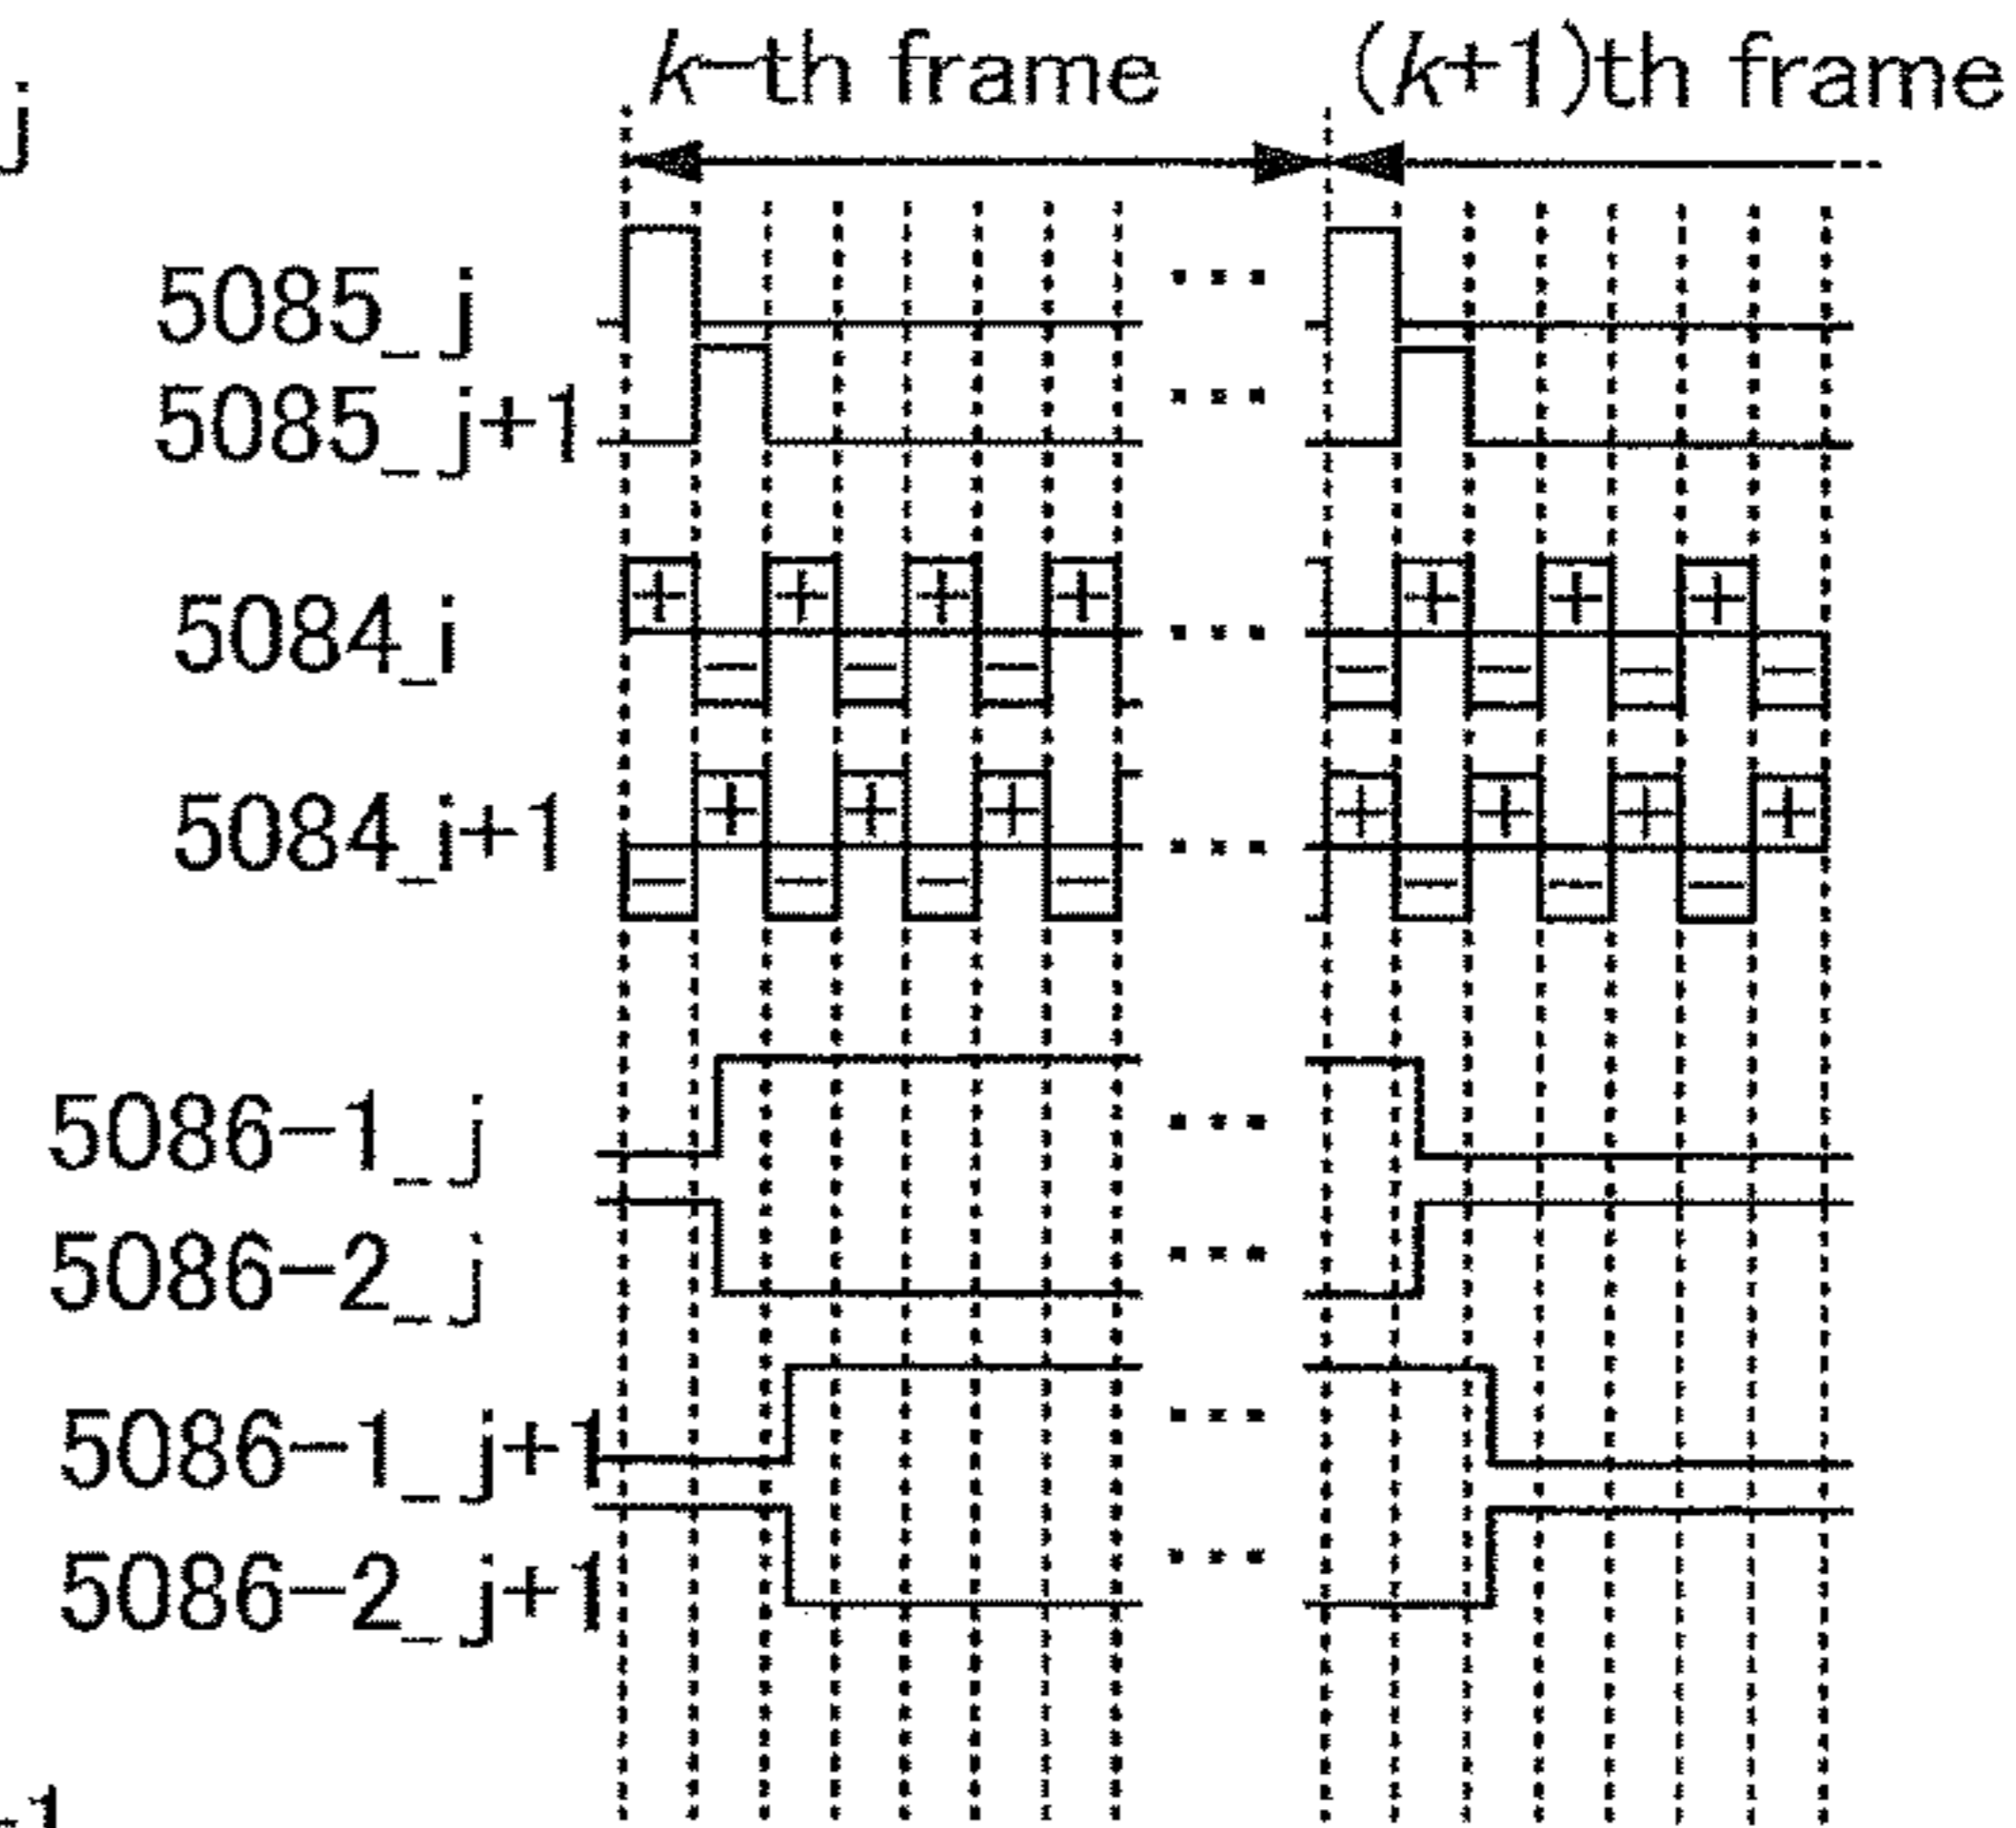 k-th frame (k+1)th frame
j
5085_j
5085_j+1
5084_i
+ + + +
− − −
+ + +
− − − −
5084_i+1
+ + +
− − − −
+ + + +
− − −
5086-1_j
5086-2_j
5086-1_j+1
5086-2_j+1
+1